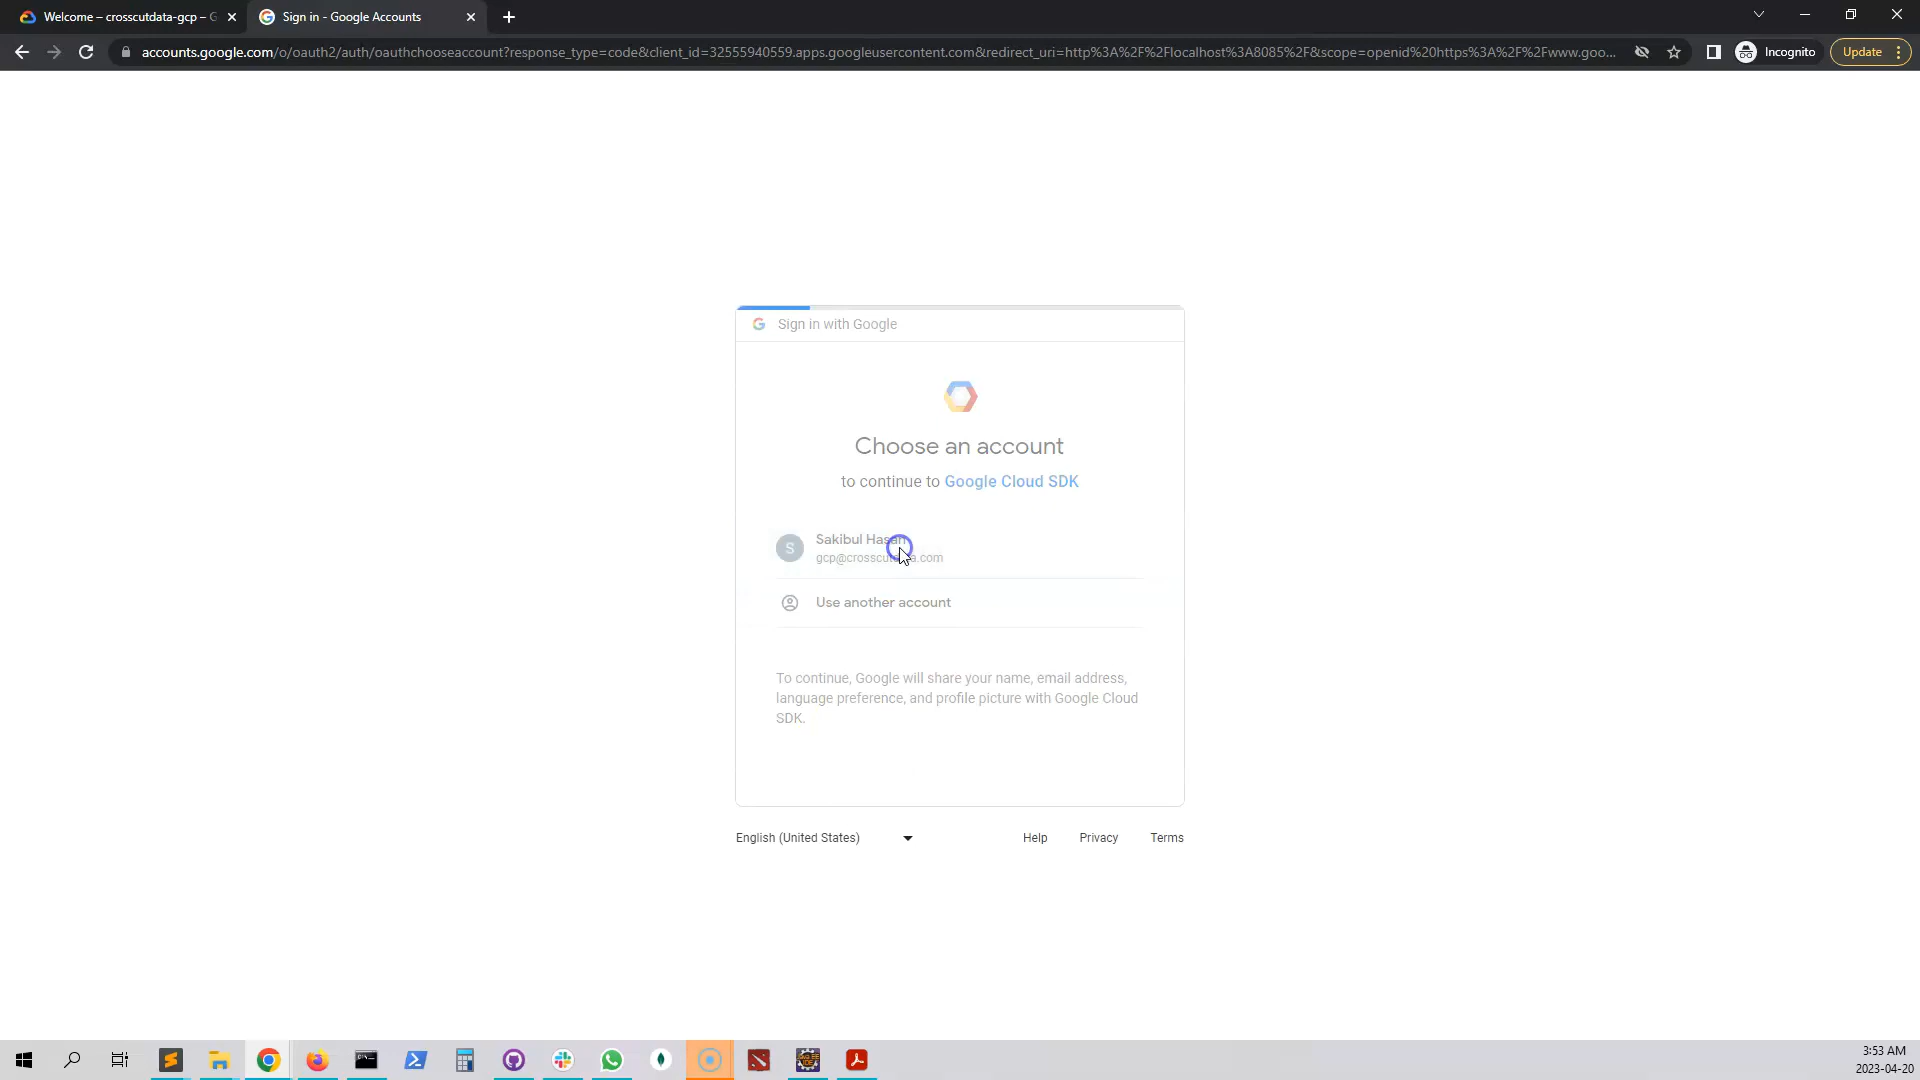 Welcome – crosscutdata-gcp – G
Sign in - Google Accounts
accounts.google.com/o/oauth2/auth/oauthchooseaccount?response_type=code&client_id=32555940559.apps.googleusercontent.com&redirect_uri=http%3A%2F%2Flocalhost%3A8085%2F&scope=openid%20https%3A%2F%2Fwww.goo...
Incognito
Update
Sign in with Google
Choose an account
to continue to Google Cloud SDK
S
Sakibul Hasan
gcp@crosscutdata.com
Use another account
To continue, Google will share your name, email address,
language preference, and profile picture with Google Cloud
SDK.
English (United States)
Help
Privacy
Terms
3:53 AM
2023-04-20